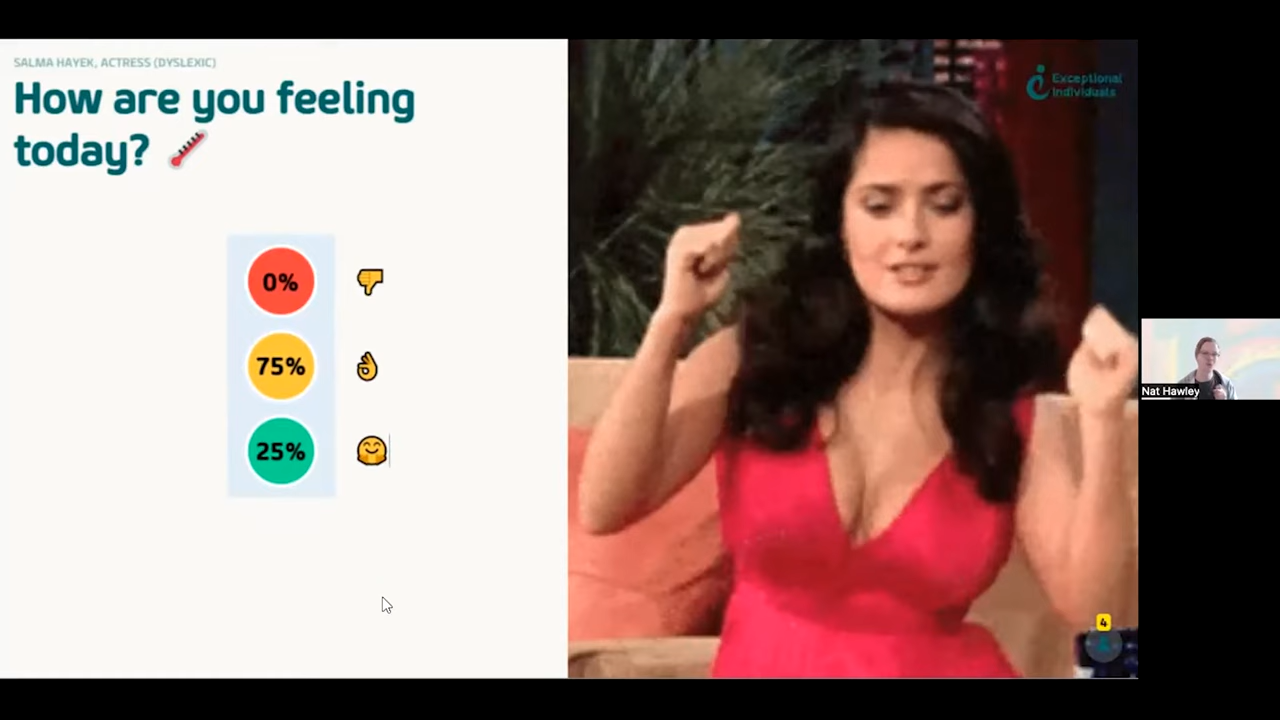 SALMA HAYEK, ACTRESS (DYSLEXIC)
How are you feeling
today?
0%
75%
25%
Exceptional
Individuals
Nat Hawley
4